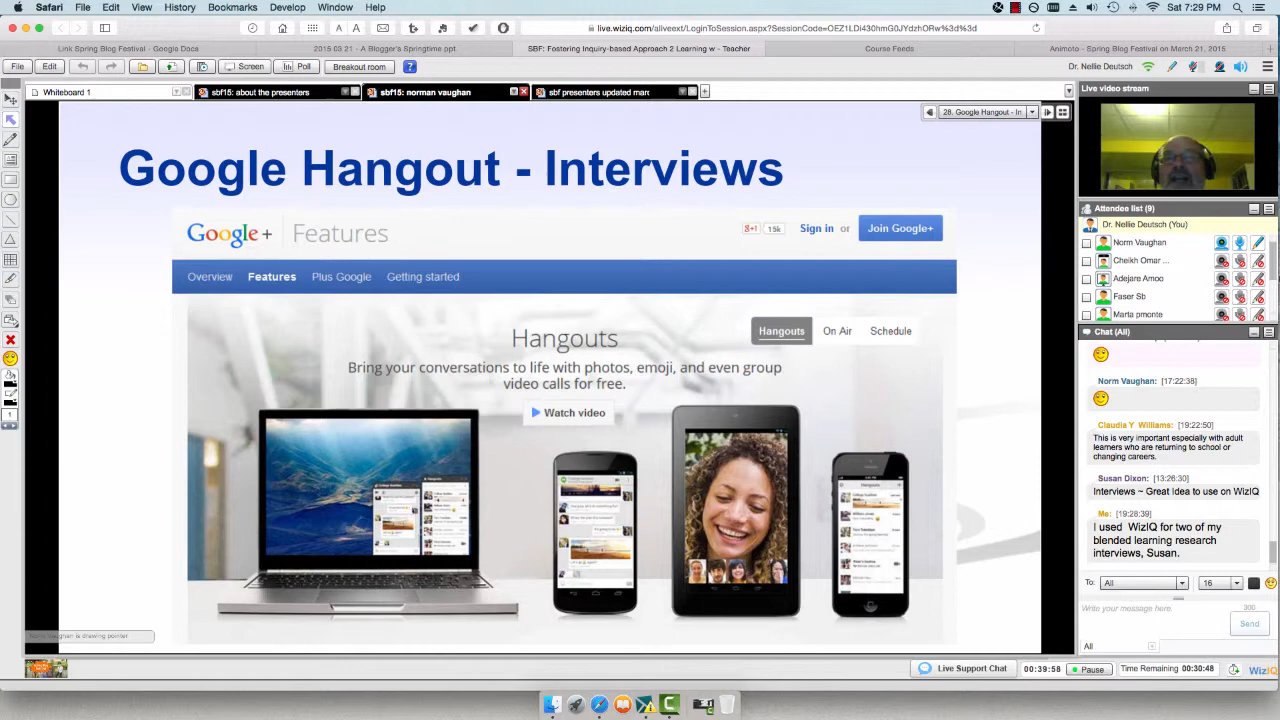 Safari File Edit View History Bookmarks Develop Window Help
Sat 7:29 PM
live.wiziq.com/aliveext/LoginToSession.aspx?SessionCode=OEZ1LDi430hmG0JYdzhORw%3d%3d
Link Spring Blog Festival - Google Docs
2015 03 21 - A Blogger's Springtime ppt
SBF: Fostering Inquiry-based Approach 2 Learning w - Teacher
Course Feeds
Animoto - Spring Blog Festival on March 21, 2015
File Edit Screen Poll Breakout room ?
Dr. Nellie Deutsch
Whiteboard 1
sbf15: about the presenters
sbf15: norman vaughan
sbf presenters updated marc
28. Google Hangout - In
Google Hangout - Interviews
Google+ Features
g+1 15k Sign in or Join Google+
Overview Features Plus Google Getting started
Hangouts On Air Schedule
Hangouts
Bring your conversations to life with photos, emoji, and even group
video calls for free.
Watch video
Norm Vaughan is drawing pointer
Live video stream
Attendee list (9)
Dr. Nellie Deutsch (You)
Norm Vaughan
Cheikh Omar ...
Adejare Amoo
Faser Sb
Marta pmonte
Chat (All)
Norm Vaughan: [17:22:38]
Claudia Y Williams: [19:22:50]
This is very important especially with adult
learners who are returning to school or
changing careers.
Susan Dixon: [13:26:30]
Interviews – Great idea to use on WizIQ
Me: [19:28:39]
I used WizIQ for two of my
blended learning research
interviews, Susan.
To: All 16
Write your message here.
300
Send
All
1
Live Support Chat 00:39:58 Pause Time Remaining 00:30:48 WizIQ